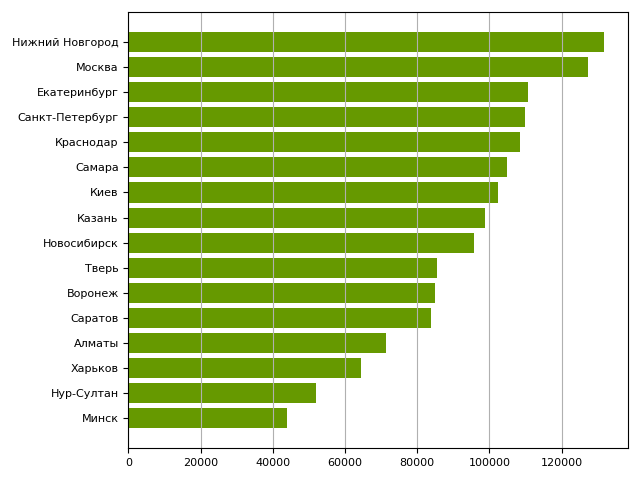 Нижний Новгород
Москва
Екатеринбург
Санкт-Петербург
Краснодар
Самара
Киев
Казань
Новосибирск
Тверь
Воронеж
Саратов
Алматы
Харьков
Нур-Султан
Минск
0 20000 40000 60000 80000 100000 120000